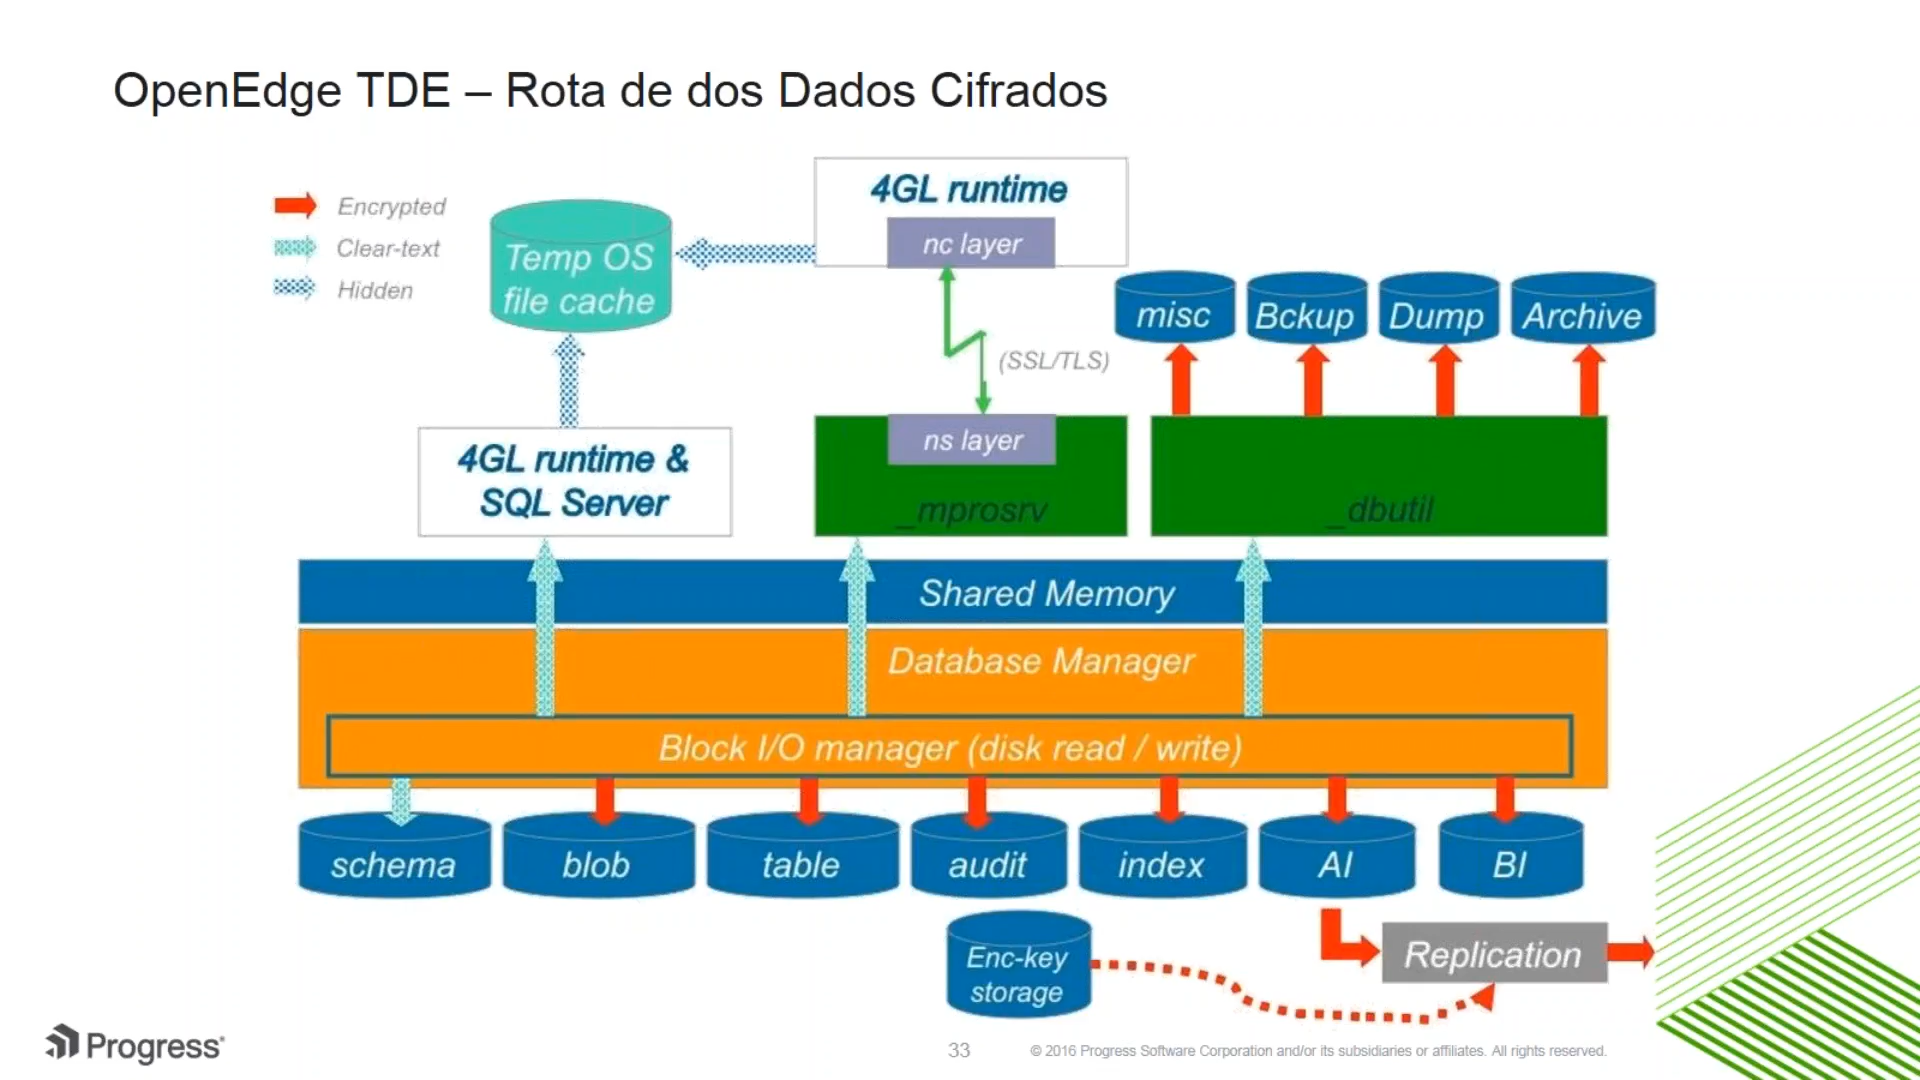 OpenEdge TDE – Rota de dos Dados Cifrados
Encrypted
Clear-text
Hidden
Temp OS
file cache
4GL runtime
nc layer
(SSL/TLS)
misc
Bckup
Dump
Archive
4GL runtime &
SQL Server
ns layer
_mprosrv
_dbutil
Shared Memory
Database Manager
Block I/O manager (disk read / write)
schema
blob
table
audit
index
AI
BI
Enc-key
storage
Replication
Progress®
33
© 2016 Progress Software Corporation and/or its subsidiaries or affiliates. All rights reserved.